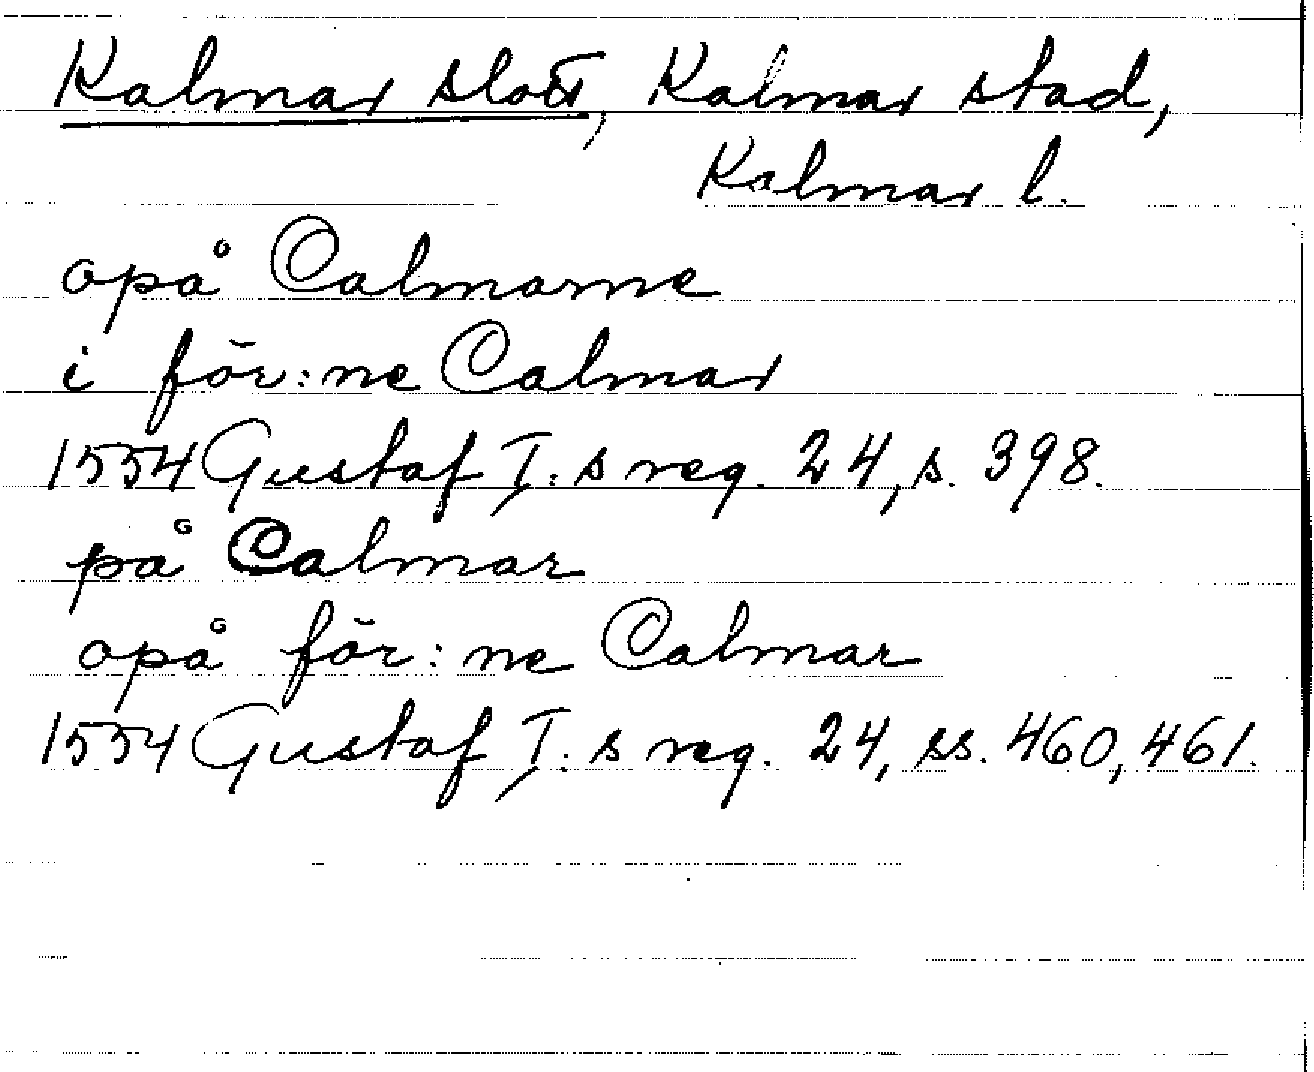 Kalmar slott, Kalmar stad,
Kalmar l.
opå Calmarne
i för:ne Calmar
1554 Gustaf I:s reg. 24, s. 398.
på Calmar
opå för:ne Calmar
1554 Gustaf I:s reg. 24, ss. 460, 461.